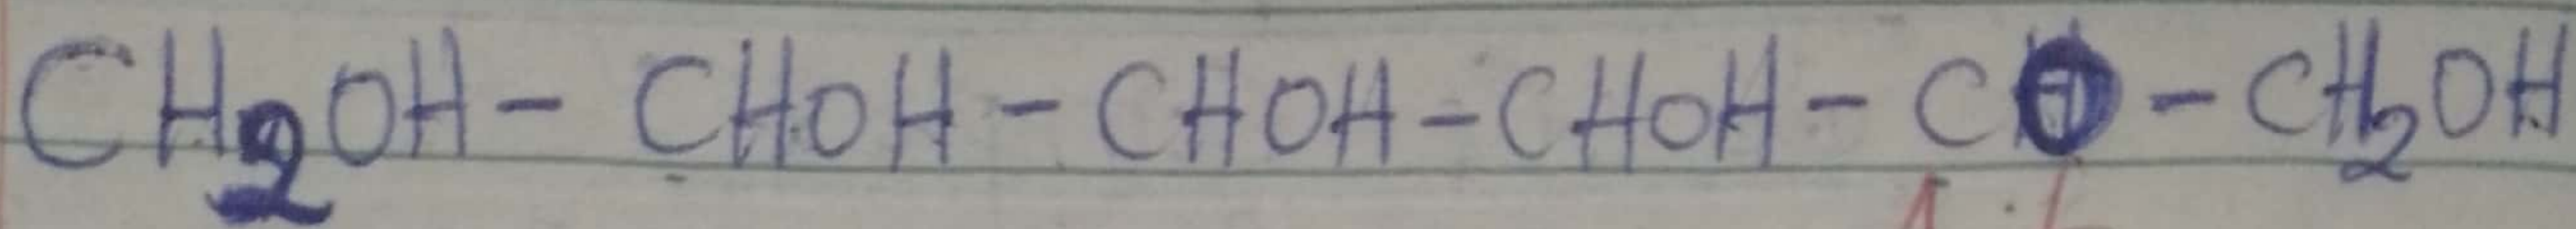 CH₂OH - CHOH - CHOH - CHOH - CO - CH₂OH